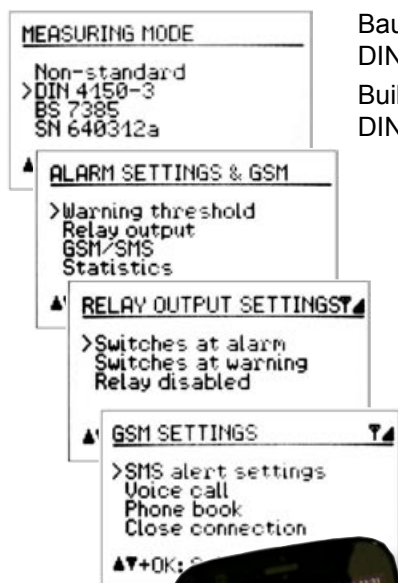 MEASURING MODE
Non-standard
>DIN 4150-3
BS 7385
SN 640312a
▲
Bau
DIN
Buil
DIN
ALARM SETTINGS & GSM
>Warning threshold
Relay output
GSM/SMS
Statistics
▲
RELAY OUTPUT SETTINGS
>Switches at alarm
Switches at warning
Relay disabled
▲
GSM SETTINGS
>SMS alert settings
Voice call
Phone book
Close connection
▲▼+OK: